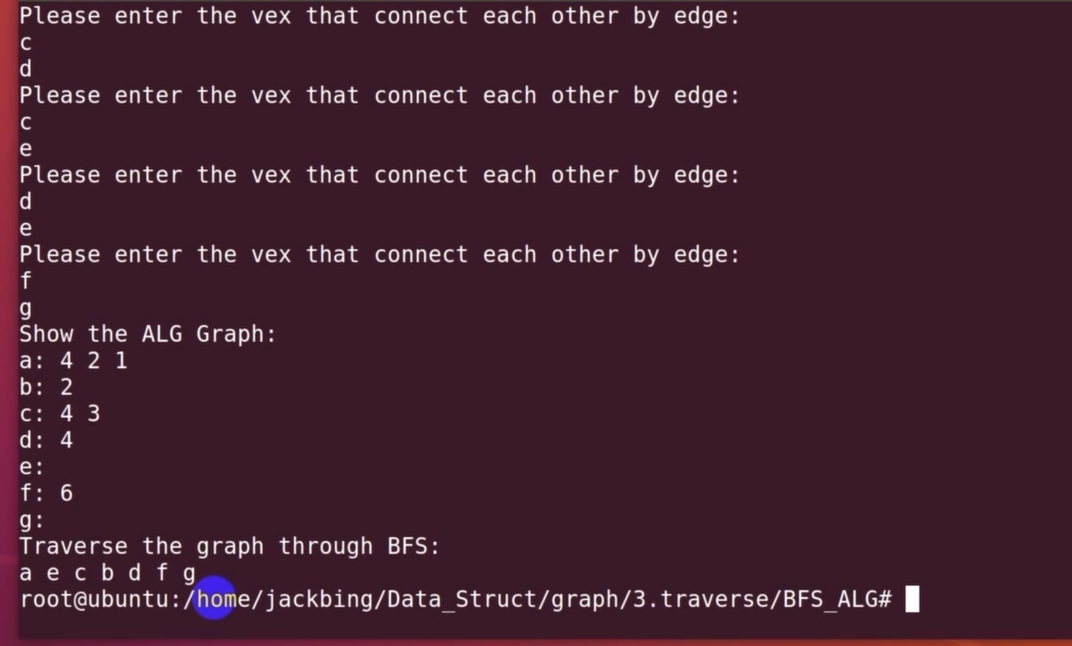 Please enter the vex that connect each other by edge:
c
d
Please enter the vex that connect each other by edge:
c
e
Please enter the vex that connect each other by edge:
d
e
Please enter the vex that connect each other by edge:
f
g
Show the ALG Graph:
a: 4 2 1
b: 2
c: 4 3
d: 4
e:
f: 6
g:
Traverse the graph through BFS:
a e c b d f g
root@ubuntu:/home/jackbing/Data_Struct/graph/3.traverse/BFS_ALG#